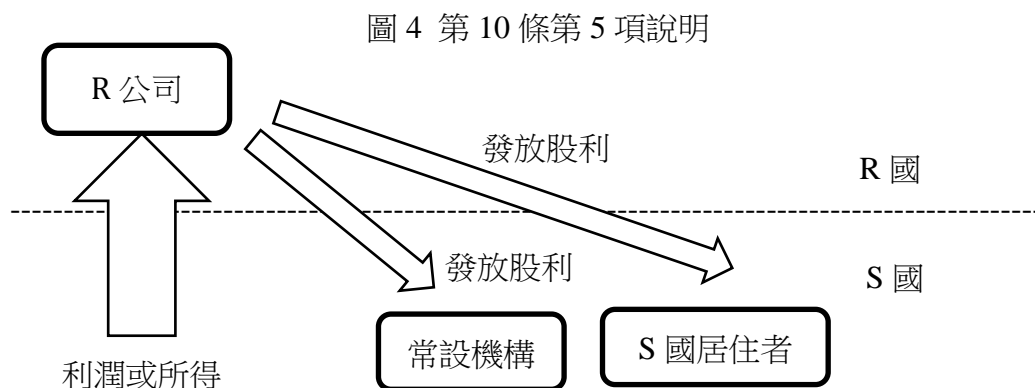 圖 4 第 10 條第 5 項說明
R 公司
發放股利
R 國
發放股利
S 國
常設機構
S 國居住者
利潤或所得